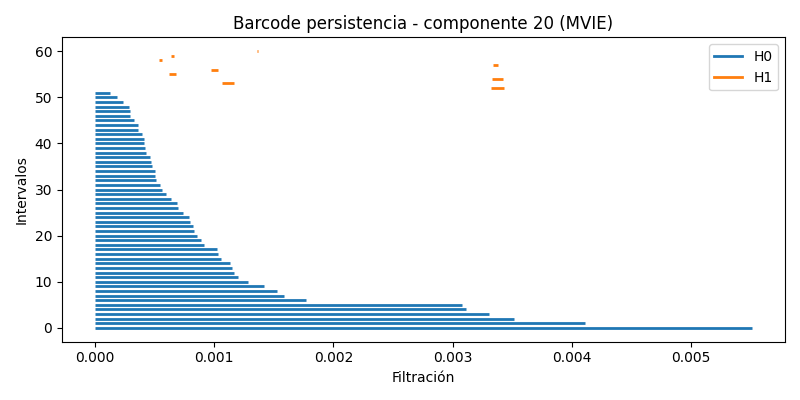 Barcode persistencia - componente 20 (MVIE)
H0
H1
Intervalos
60
50
40
30
20
10
0
0.000 0.001 0.002 0.003 0.004 0.005
Filtración